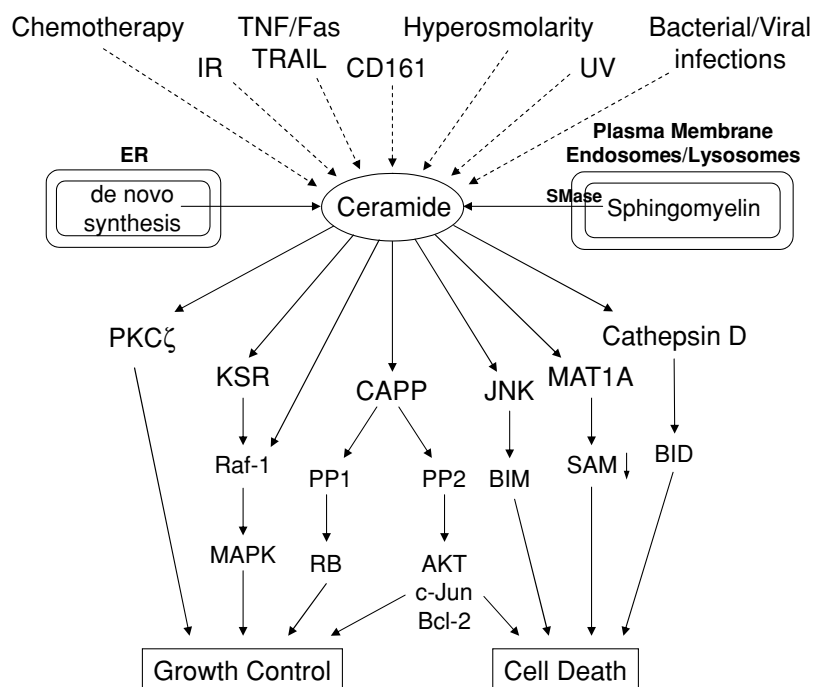 Chemotherapy
TNF/Fas
TRAIL
Hyperosmolarity
Bacterial/Viral
infections
IR
CD161
UV
ER
Plasma Membrane
Endosomes/Lysosomes
de novo
synthesis
Ceramide
SMase
Sphingomyelin
PKCζ
Cathepsin D
KSR
CAPP
JNK
MAT1A
Raf-1
PP1
PP2
BIM
SAM
BID
MAPK
RB
AKT
c-Jun
Bcl-2
Growth Control
Cell Death